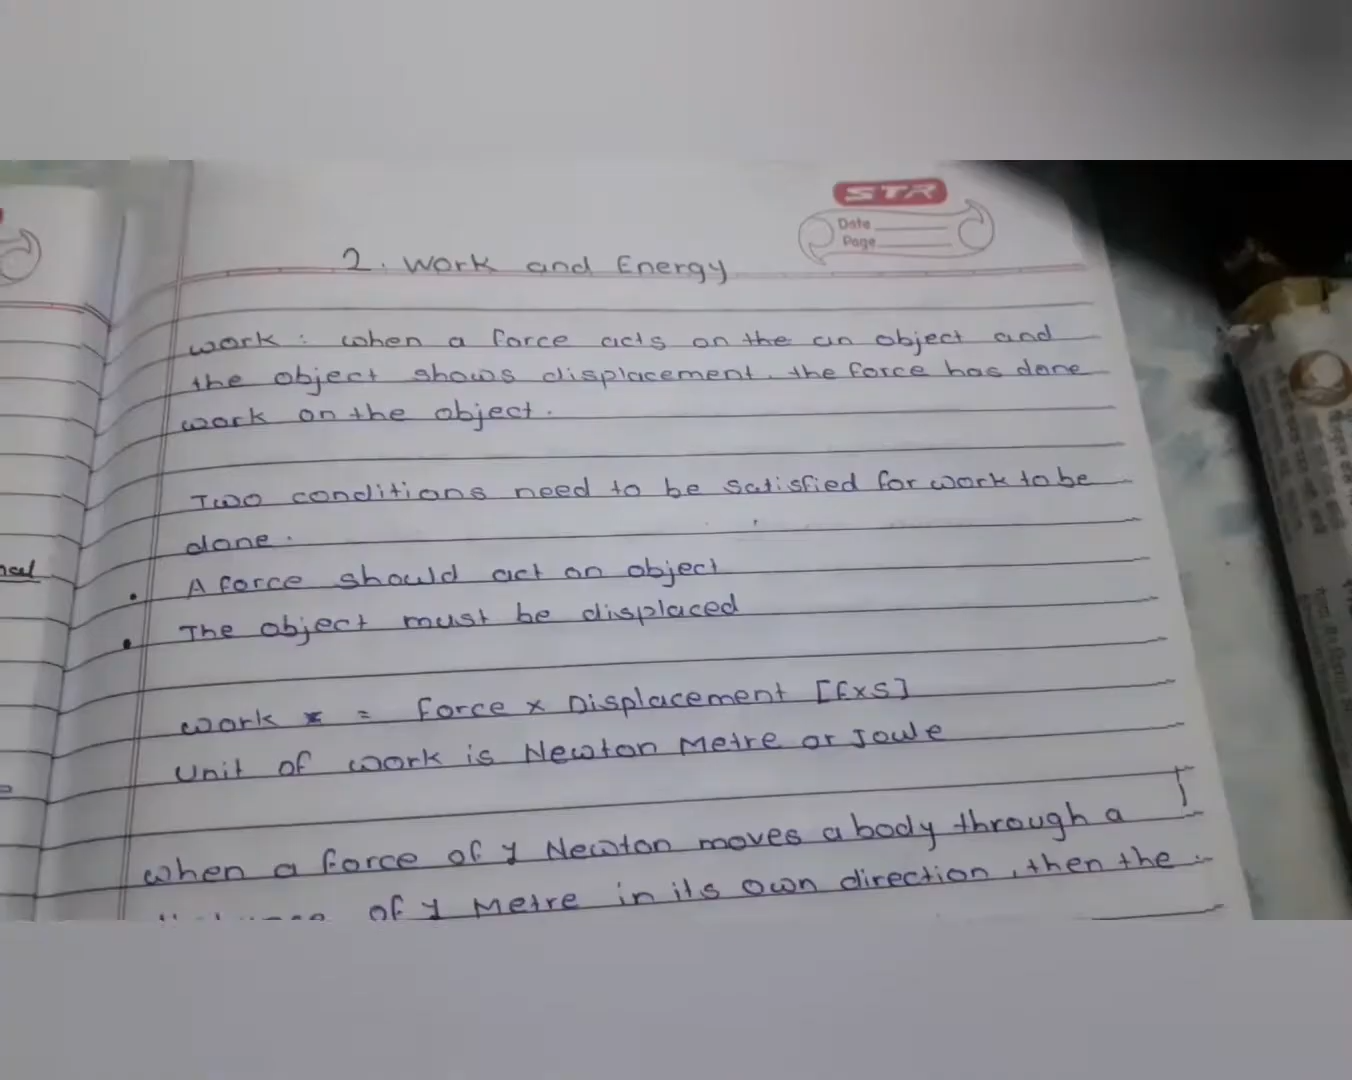 STR
Date
Page
2. Work and Energy
Work : when a force acts on the an object and
the object shows displacement. the force has done
work on the object.
Two conditions need to be satisfied for work to be
done.
• A force should act on object
• The object must be displaced
Work x = Force x Displacement [Fxs]
Unit of work is Newton Metre or Joule
When a force of 1 Newton moves a body through a
of 1 Metre in its own direction, then the